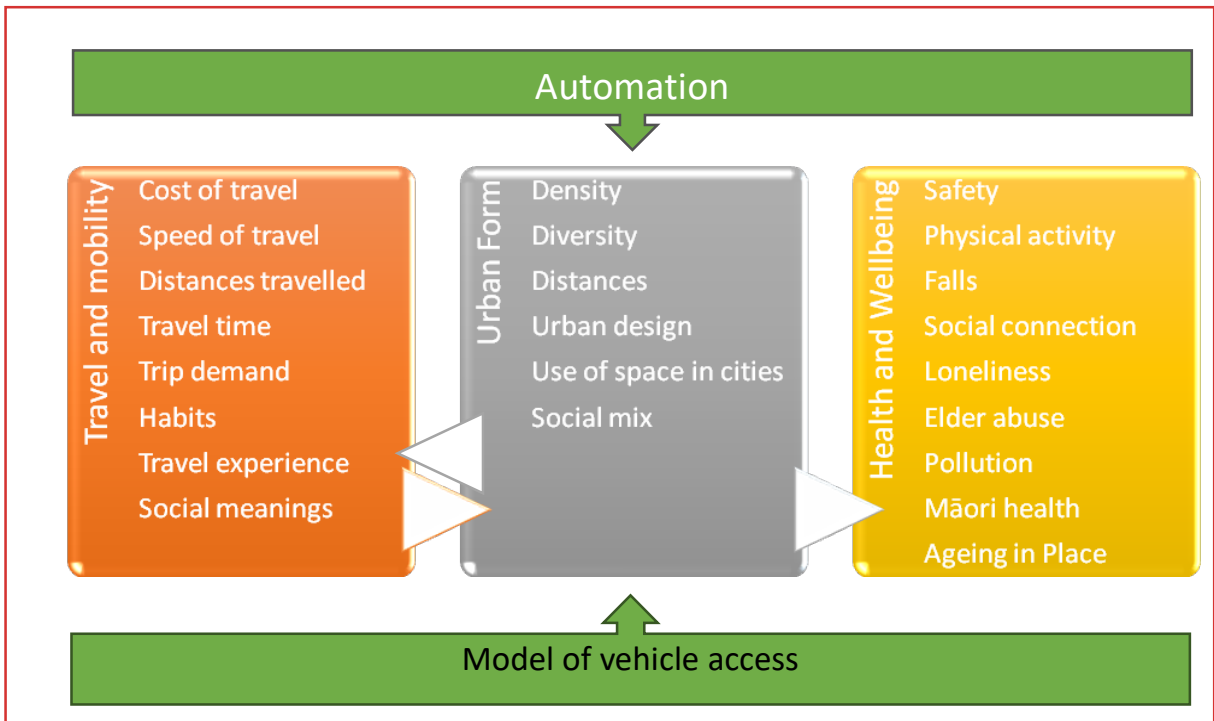 Automation
Travel and mobility
Cost of travel
Speed of travel
Distances travelled
Travel time
Trip demand
Habits
Travel experience
Social meanings
Urban Form
Density
Diversity
Distances
Urban design
Use of space in cities
Social mix
Health and Wellbeing
Safety
Physical activity
Falls
Social connection
Loneliness
Elder abuse
Pollution
Māori health
Ageing in Place
Model of vehicle access